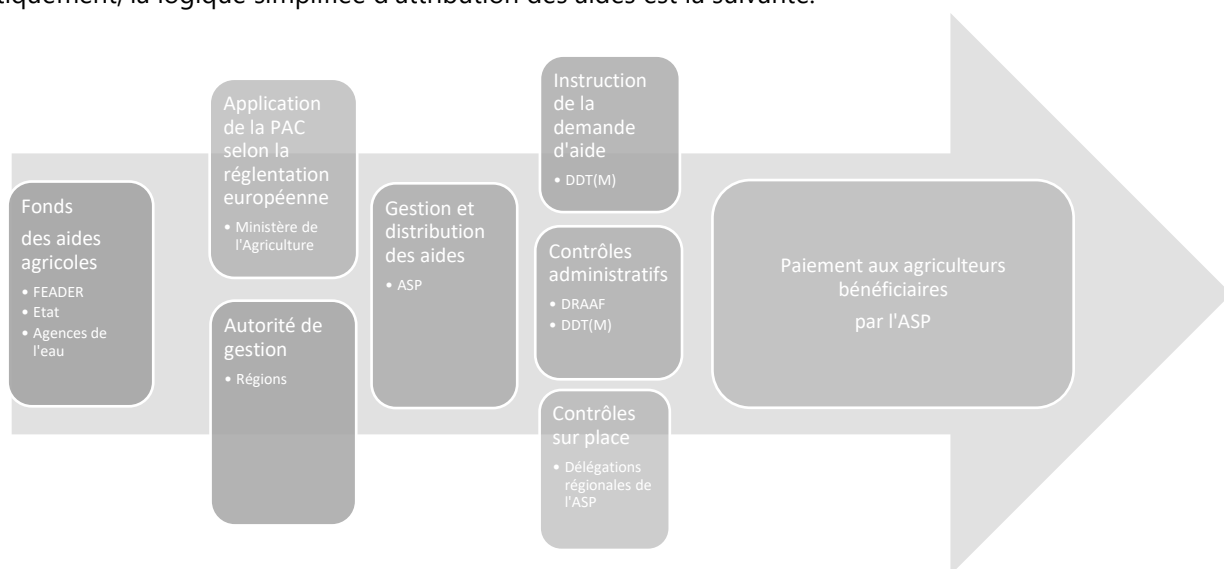 tiquement, la logique simplifiée d'attribution des aides est la suivante.
Fonds
des aides
agricoles
• FEADER
• Etat
• Agences de
l'eau
Application
de la PAC
selon la
réglentation
européenne
• Ministère de
l'Agriculture
Autorité de
gestion
• Régions
Gestion et
distribution
des aides
• ASP
Instruction
de la
demande
d'aide
• DDT(M)
Contrôles
administratifs
• DRAAF
• DDT(M)
Contrôles
sur place
• Délégations
régionales de
l'ASP
Paiement aux agriculteurs
bénéficiaires
par l'ASP